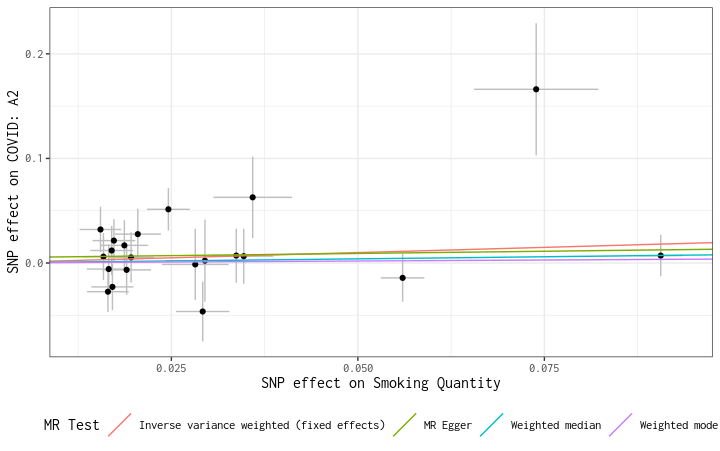 0.2
0.1
0.0
SNP effect on COVID: A2
0.025
0.050
0.075
SNP effect on Smoking Quantity
MR Test
Inverse variance weighted (fixed effects)
MR Egger
Weighted median
Weighted mode